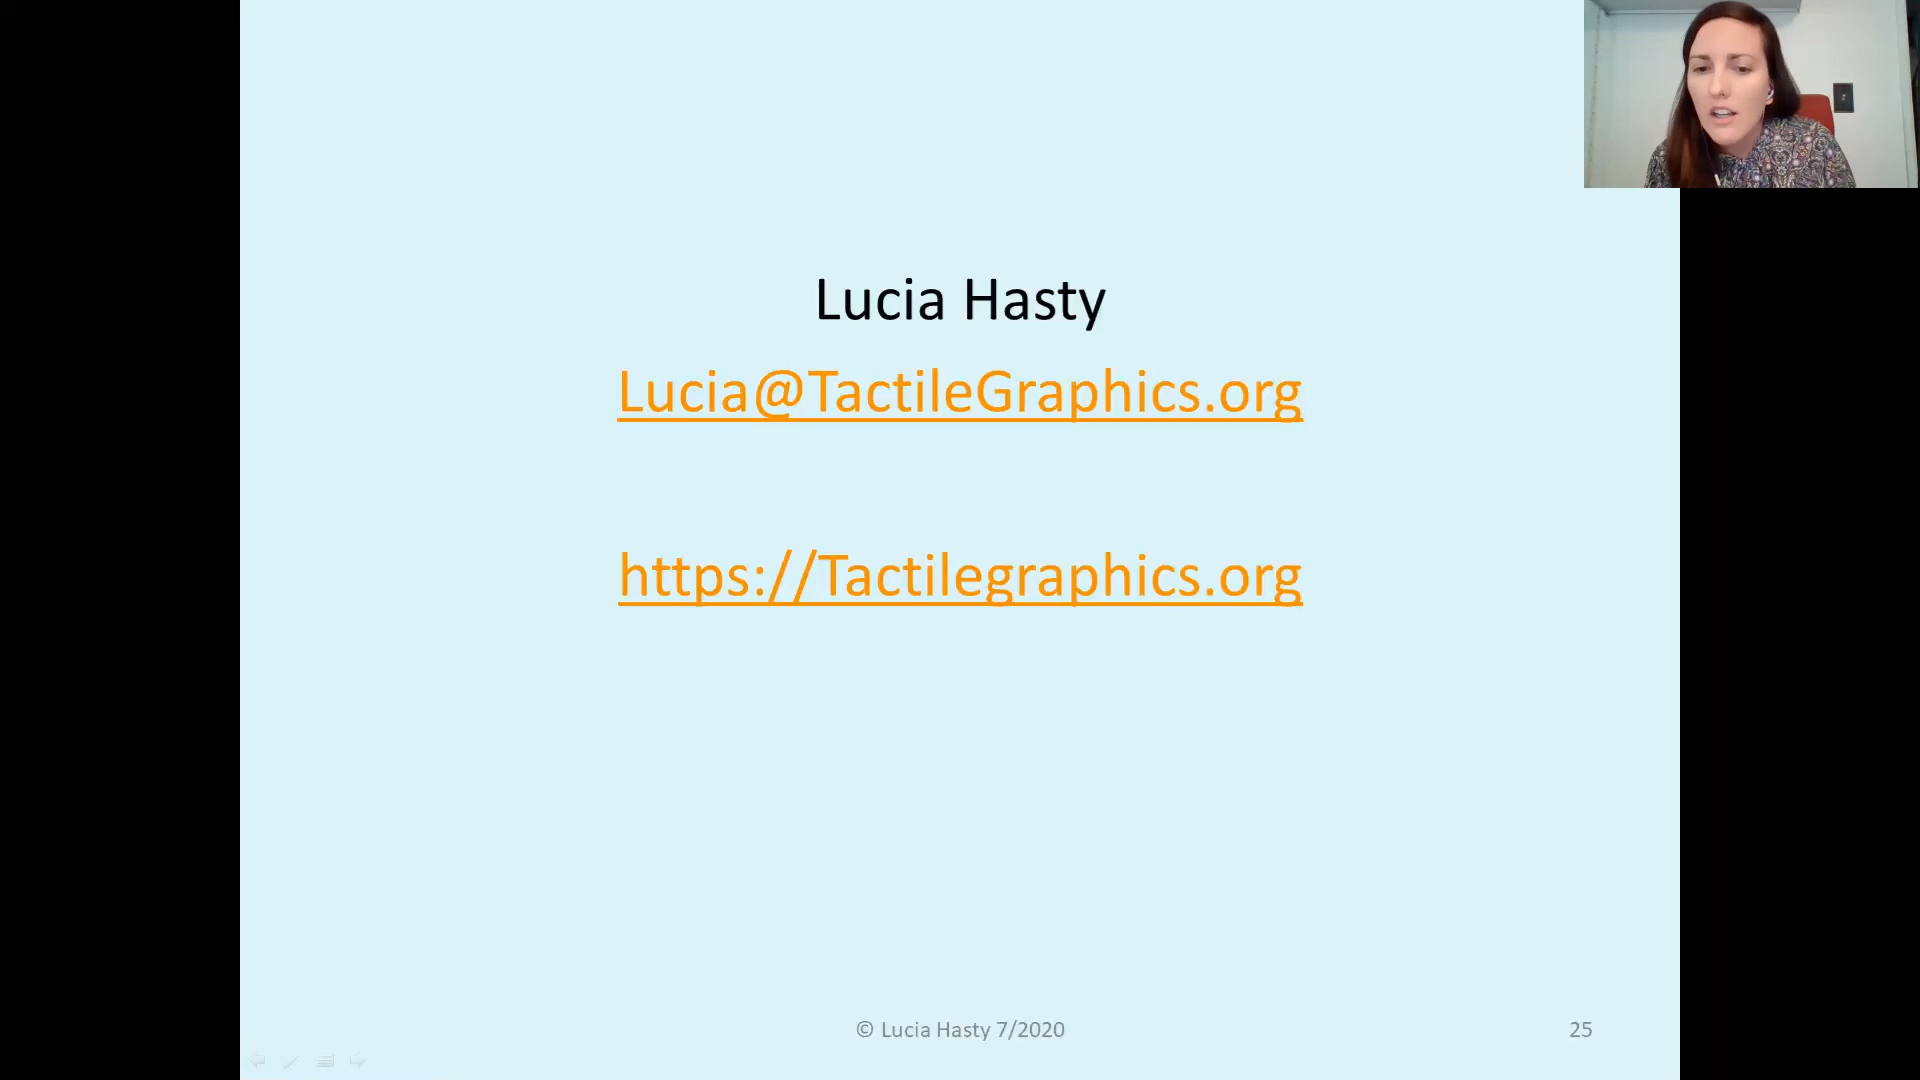 Lucia Hasty
Lucia@TactileGraphics.org
https://Tactilegraphics.org
© Lucia Hasty 7/2020
25